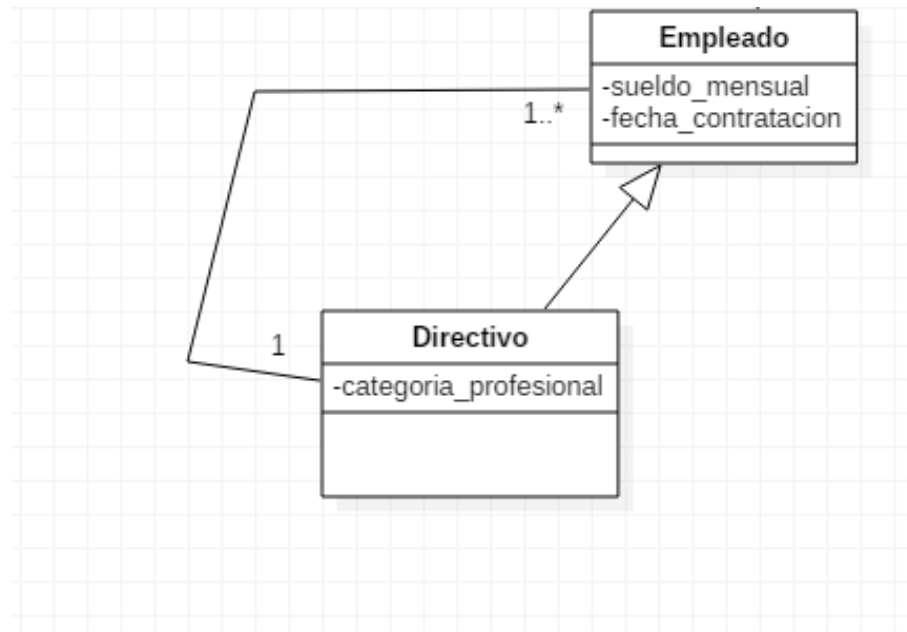 Empleado
-sueldo_mensual
-fecha_contratacion
1..*
1
Directivo
-categoria_profesional